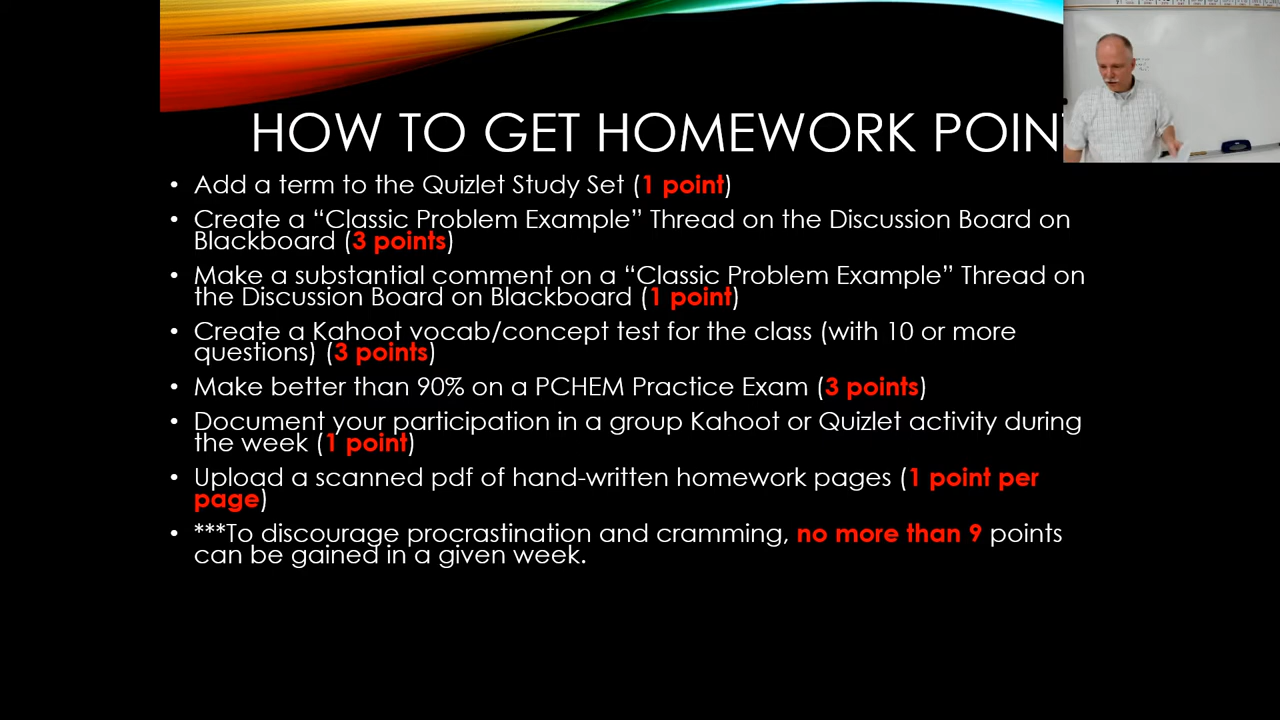 HOW TO GET HOMEWORK POIN
• Add a term to the Quizlet Study Set (1 point)
• Create a “Classic Problem Example” Thread on the Discussion Board on
Blackboard (3 points)
• Make a substantial comment on a “Classic Problem Example” Thread on
the Discussion Board on Blackboard (1 point)
• Create a Kahoot vocab/concept test for the class (with 10 or more
questions) (3 points)
• Make better than 90% on a PCHEM Practice Exam (3 points)
• Document your participation in a group Kahoot or Quizlet activity during
the week (1 point)
• Upload a scanned pdf of hand-written homework pages (1 point per
page)
• ***To discourage procrastination and cramming, no more than 9 points
can be gained in a given week.